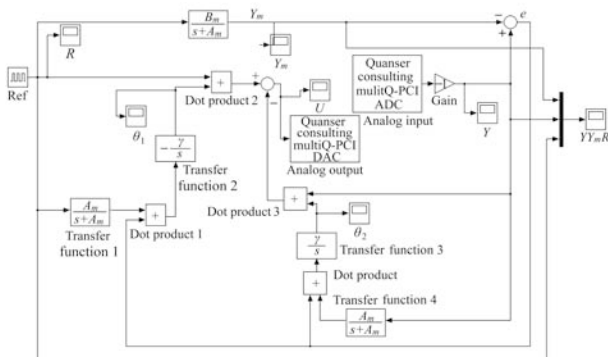 B_m
s+A_m
Y_m
−
e
+
R
Y_m
Ref
+
+
−
Dot product 2
U
Quanser
consulting
mulitQ-PCI
ADC
Analog input
Gain
Y
YY_mR
θ_1
Quanser
consulting
multiQ-PCI
DAC
Analog output
−γ
s
Transfer
function 2
A_m
s+A_m
Transfer
function 1
+
Dot product 1
+
Dot product 3
θ_2
γ
s
Transfer function 3
+
Dot product
Transfer function 4
A_m
s+A_m